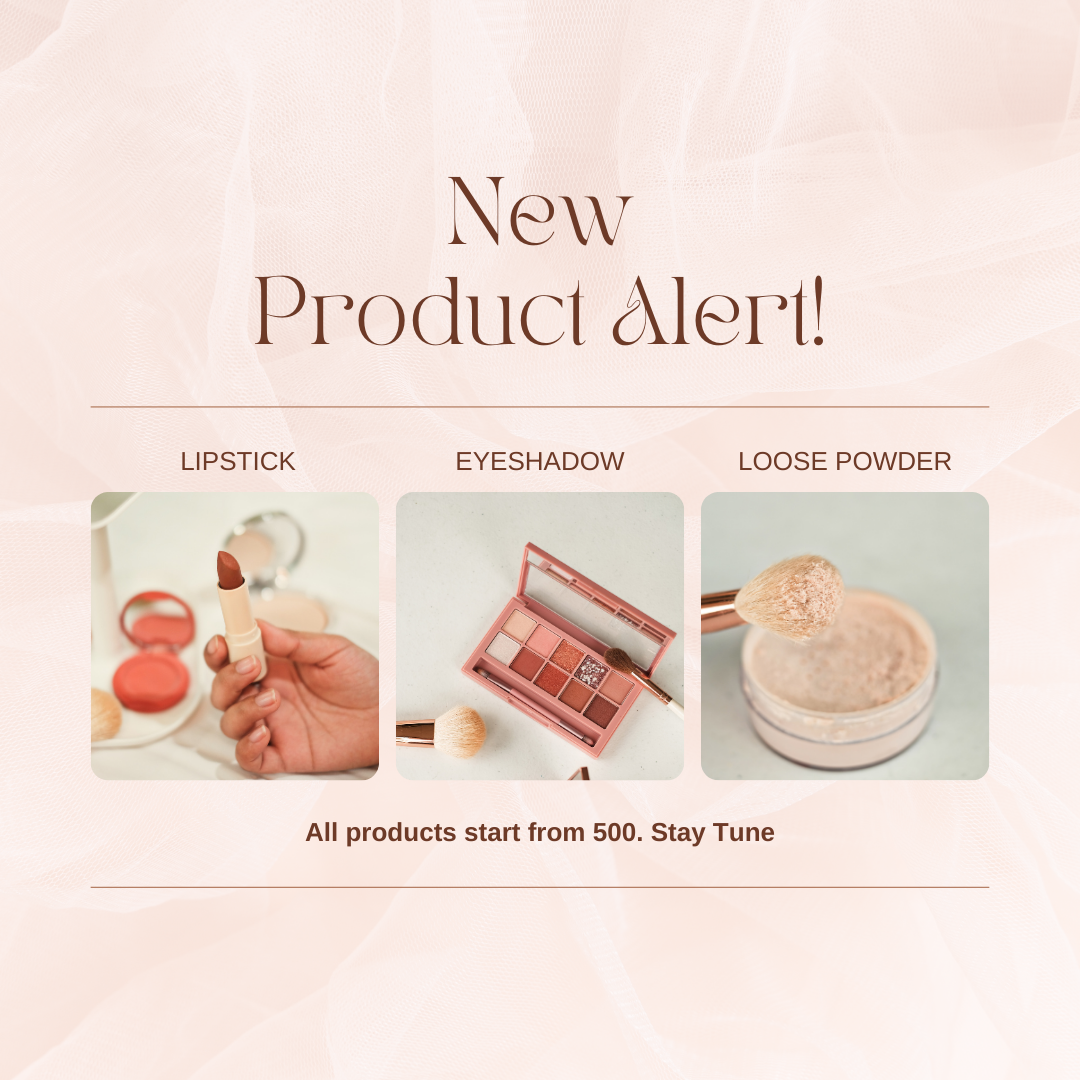 New
Product Alert!
LIPSTICK
EYESHADOW
LOOSE POWDER
All products start from 500. Stay Tune